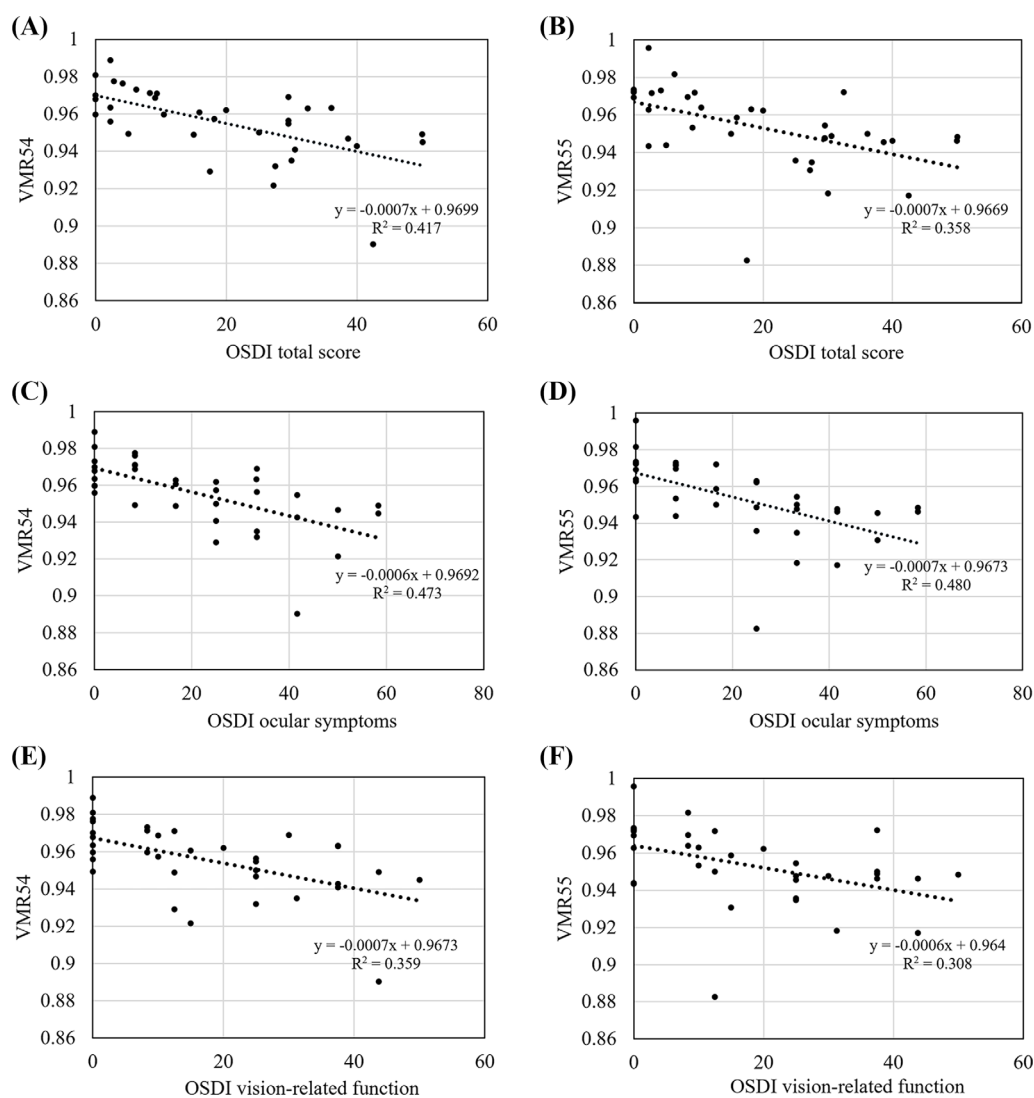 (A)
1
0.98
0.96
0.94
0.92
0.9
0.88
0.86
VMR54
y = -0.0007x + 0.9699
R² = 0.417
0 20 40 60
OSDI total score
(B)
1
0.98
0.96
0.94
0.92
0.9
0.88
0.86
VMR55
y = -0.0007x + 0.9669
R² = 0.358
0 20 40 60
OSDI total score
(C)
1
0.98
0.96
0.94
0.92
0.9
0.88
0.86
VMR54
y = -0.0006x + 0.9692
R² = 0.473
0 20 40 60 80
OSDI ocular symptoms
(D)
1
0.98
0.96
0.94
0.92
0.9
0.88
0.86
VMR55
y = -0.0007x + 0.9673
R² = 0.480
0 20 40 60 80
OSDI ocular symptoms
(E)
1
0.98
0.96
0.94
0.92
0.9
0.88
0.86
VMR54
y = -0.0007x + 0.9673
R² = 0.359
0 20 40 60
OSDI vision-related function
(F)
1
0.98
0.96
0.94
0.92
0.9
0.88
0.86
VMR55
y = -0.0006x + 0.964
R² = 0.308
0 20 40 60
OSDI vision-related function